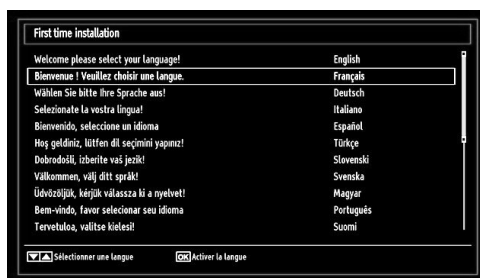 First time installation
Welcome please select your language! English
Bienvenue ! Veuillez choisir une langue. Français
Wählen Sie bitte Ihre Sprache aus! Deutsch
Selezionate la vostra lingua! Italiano
Bienvenido, seleccione un idioma Español
Hoş geldiniz, lütfen dil seçimini yapınız! Türkçe
Dobrodošli, izberite vaš jezik! Slovenski
Välkommen, välj ditt språk! Svenska
Üdvözöljük, kérjük válassza ki a nyelvet! Magyar
Bem-vindo, favor selecionar seu idioma Português
Tervetuloa, valitse kielesi! Suomi
Sélectionner une langue OK Activer la langue